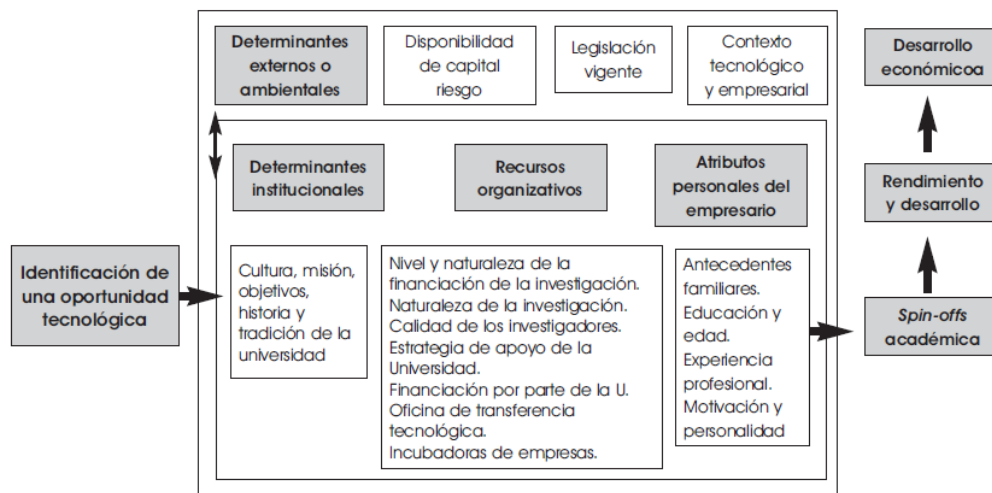 Determinantes
externos o
ambientales
Disponibilidad
de capital
riesgo
Legislación
vigente
Contexto
tecnológico
y empresarial
Desarrollo
económicoa
Determinantes
institucionales
Recursos
organizativos
Atributos
personales del
empresario
Rendimiento
y desarrollo
Identificación de
una oportunidad
tecnológica
Cultura, misión,
objetivos,
historia y
tradición de la
universidad
Nivel y naturaleza de la
financiación de la investigación.
Naturaleza de la investigación.
Calidad de los investigadores.
Estrategia de apoyo de la
Universidad.
Financiación por parte de la U.
Oficina de transferencia
tecnológica.
Incubadoras de empresas.
Antecedentes
familiares.
Educación y
edad.
Experiencia
profesional.
Motivación y
personalidad
Spin-offs
académica